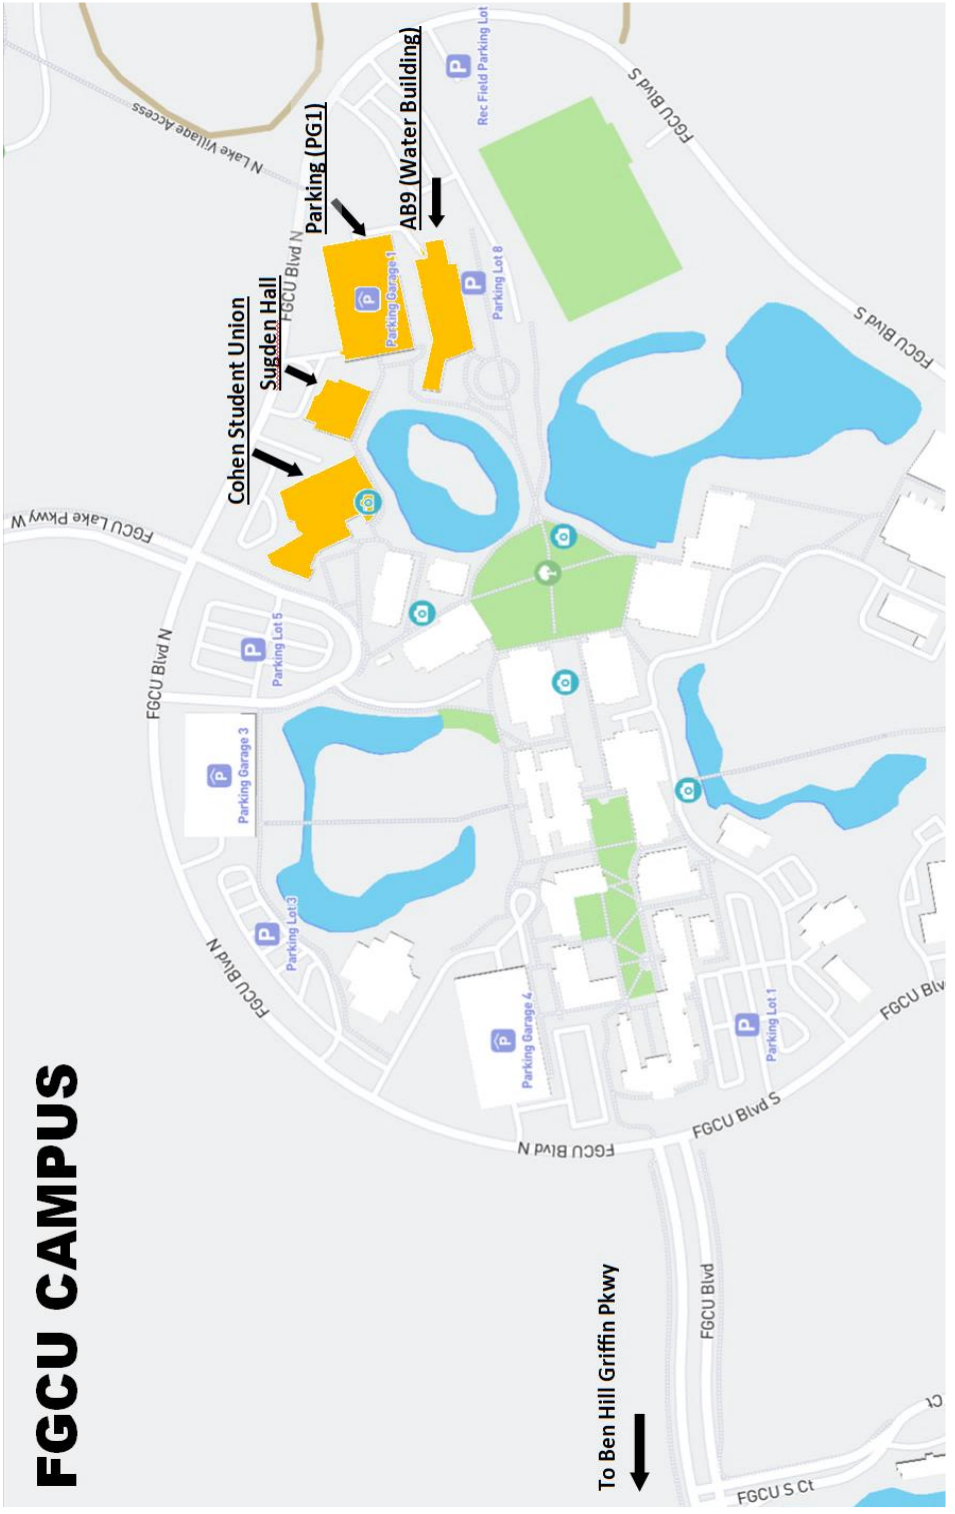 FGCU CAMPUS
Cohen Student Union
Sugden Hall
Parking (PG1)
AB9 (Water Building)
N Lake Village Access
FGCU Blvd N
Parking Garage 1
Parking Lot 8
Rec Field Parking Lot
FGCU Blvd S
FGCU Blvd S
FGCU Lake Pkwy W
FGCU Blvd N
Parking Lot 5
Parking Garage 3
Parking Lot 3
FGCU Blvd N
Parking Garage 4
Parking Lot 1
FGCU Blv
FGCU Blvd S
FGCU Blvd N
FGCU Blvd
To Ben Hill Griffin Pkwy
FGCU S Ct
Ct
P
P
P
P
P
P
P
P